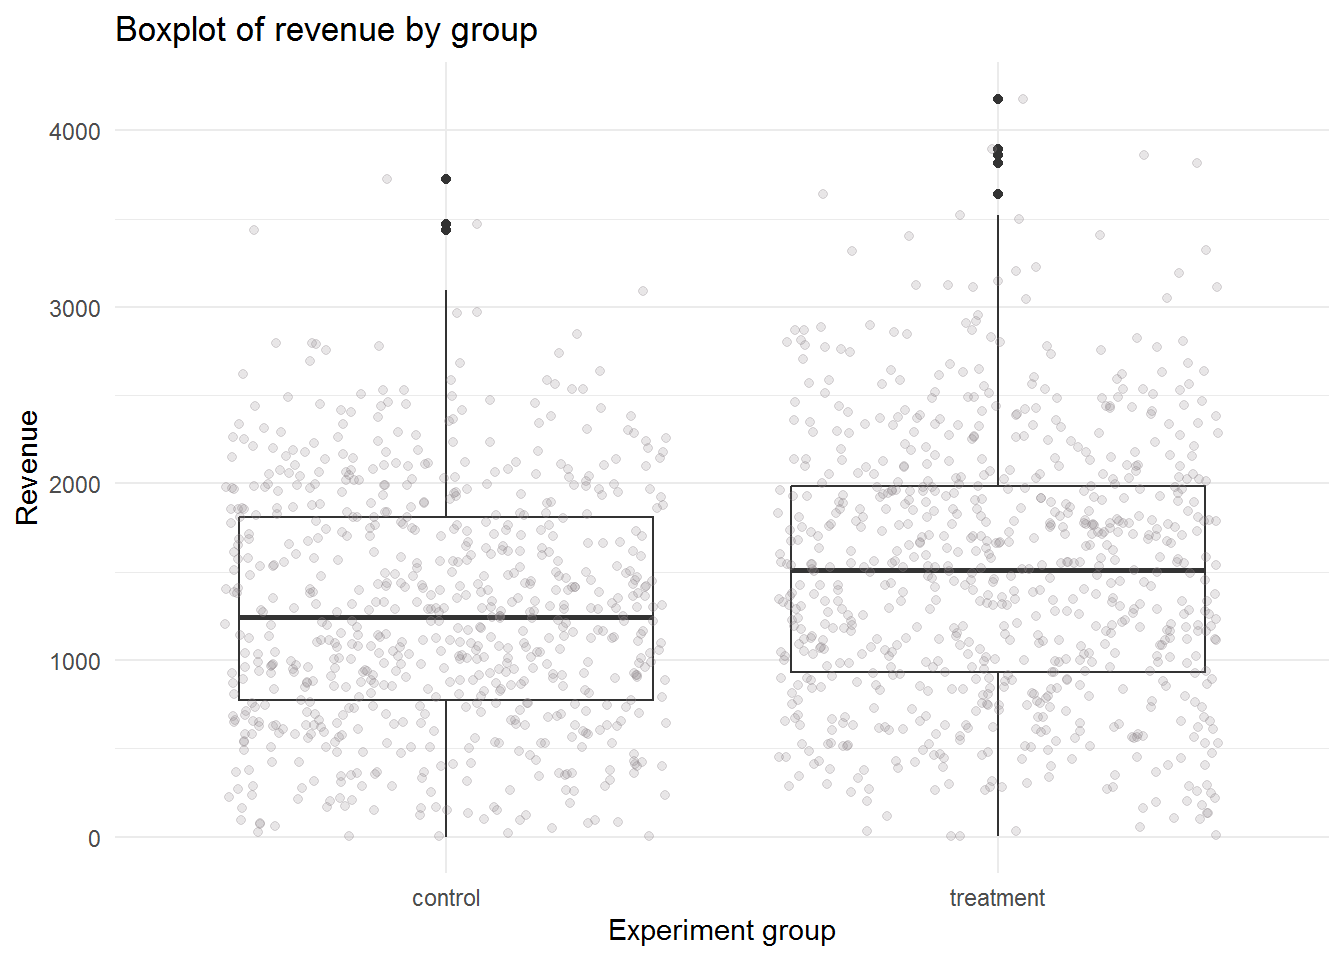 Boxplot of revenue by group
4000
3000
2000
1000
0
Revenue
control
treatment
Experiment group